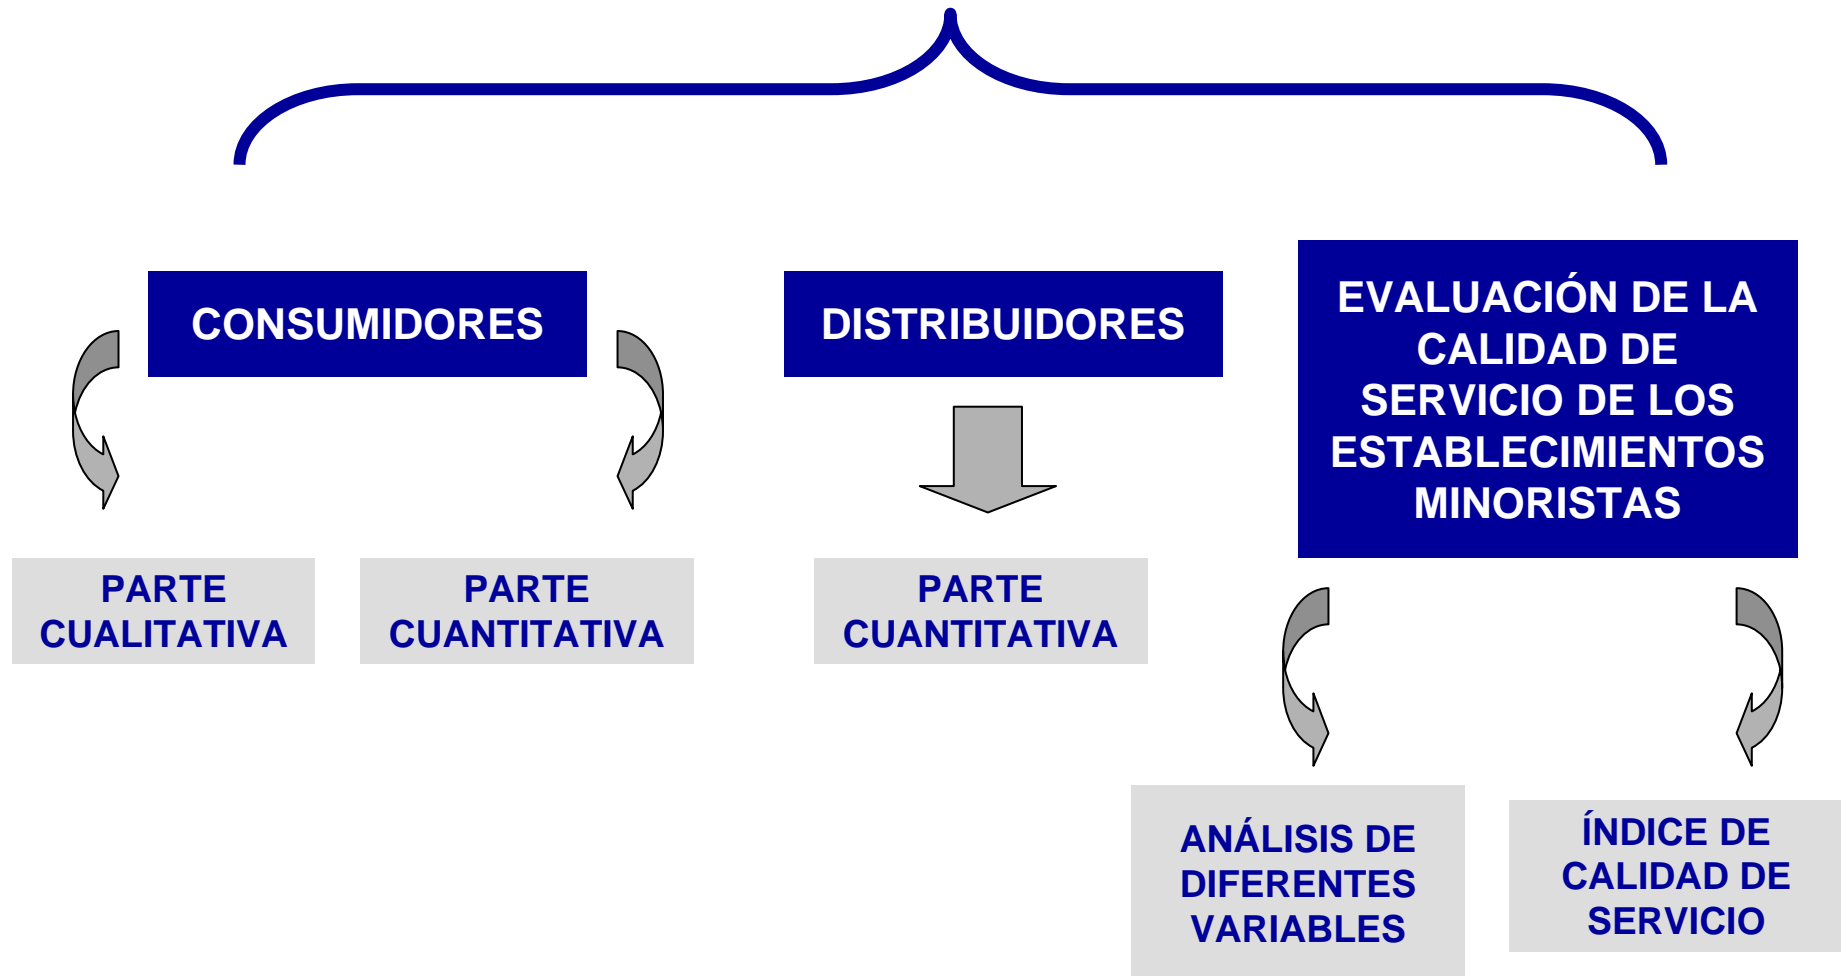 CONSUMIDORES
DISTRIBUIDORES
EVALUACIÓN DE LA
CALIDAD DE
SERVICIO DE LOS
ESTABLECIMIENTOS
MINORISTAS
PARTE
CUALITATIVA
PARTE
CUANTITATIVA
PARTE
CUANTITATIVA
ANÁLISIS DE
DIFERENTES
VARIABLES
ÍNDICE DE
CALIDAD DE
SERVICIO